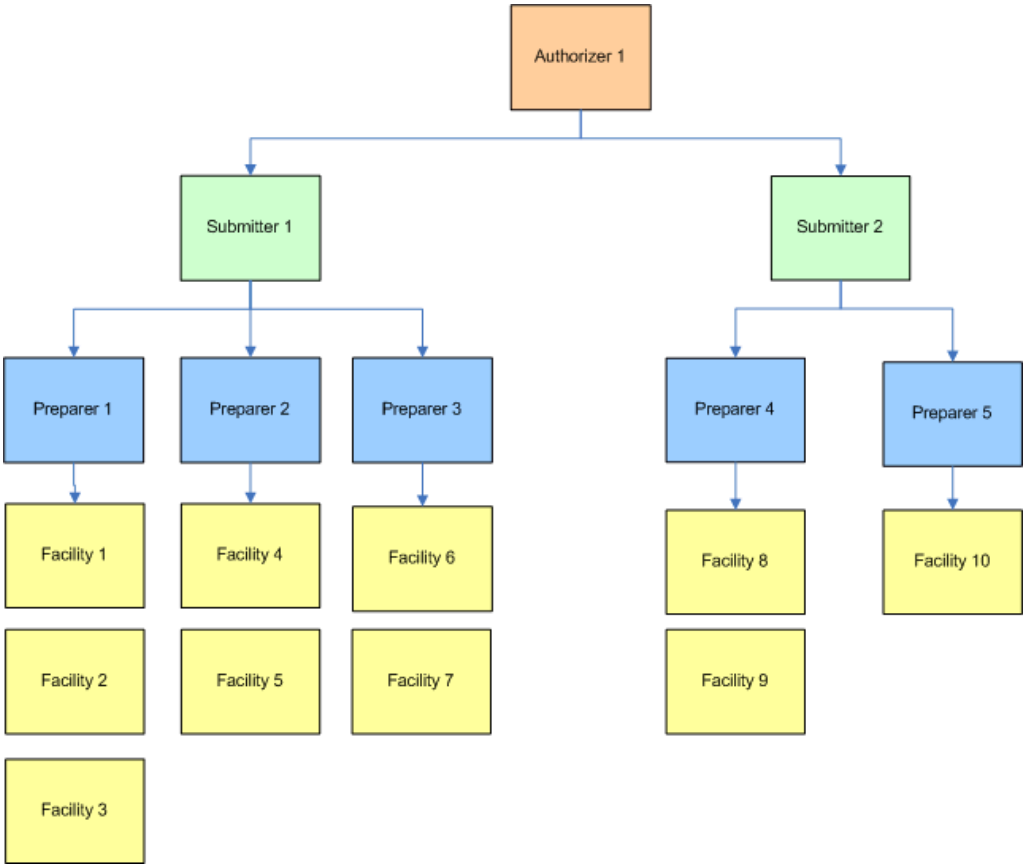 Authorizer 1
Submitter 1
Submitter 2
Preparer 1
Preparer 2
Preparer 3
Preparer 4
Preparer 5
Facility 1
Facility 4
Facility 6
Facility 8
Facility 10
Facility 2
Facility 5
Facility 7
Facility 9
Facility 3